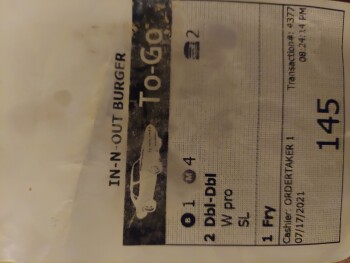 IN-N-OUT BURGER
To-Go
B 1 M 4 2
2 Dbl-Dbl
W pro
SL
1 Fry
Cashier: ORDERTAKER 1 Transaction#: 4377
07/17/2021 08:24:14 PM
145